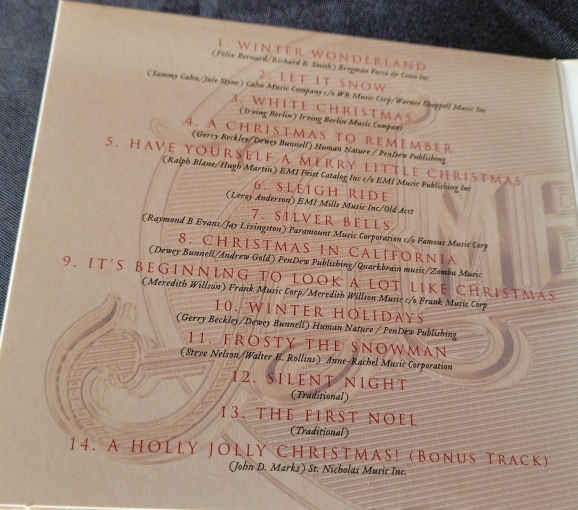 1. WINTER WONDERLAND
(Felix Bernard/Richard B. Smith) Bregman Vocco & Conn Inc
2. LET IT SNOW
(Sammy Cahn/Jule Styne) Cahn Music Company c/o WB Music Corp/Warner Chappell Music Inc
3. WHITE CHRISTMAS
(Irving Berlin) Irving Berlin Music Company
4. A CHRISTMAS TO REMEMBER
(Gerry Beckley/Dewey Bunnell) Human Nature / PenDew Publishing
5. HAVE YOURSELF A MERRY LITTLE CHRISTMAS
(Ralph Blane/Hugh Martin) EMI Feist Catalog Inc c/o EMI Music Publishing Inc
6. SLEIGH RIDE
(Leroy Anderson) EMI Mills Music Inc/Old Acct
7. SILVER BELLS
(Raymond B Evans/Jay Livingston) Paramount Music Corporation c/o Famous Music Corp
8. CHRISTMAS IN CALIFORNIA
(Dewey Bunnell/Andrew Gold) PenDew Publishing/Quarkbrain music/Zomba Music
9. IT'S BEGINNING TO LOOK A LOT LIKE CHRISTMAS
(Meredith Willson) Frank Music Corp/Meredith Willson Music c/o Frank Music Corp
10. WINTER HOLIDAYS
(Gerry Beckley/Dewey Bunnell) Human Nature / PenDew Publishing
11. FROSTY THE SNOWMAN
(Steve Nelson/Walter E. Rollins) Anne-Rachel Music Corporation
12. SILENT NIGHT
(Traditional)
13. THE FIRST NOEL
(Traditional)
14. A HOLLY JOLLY CHRISTMAS! (BONUS TRACK)
(John D. Marks) St. Nicholas Music Inc.